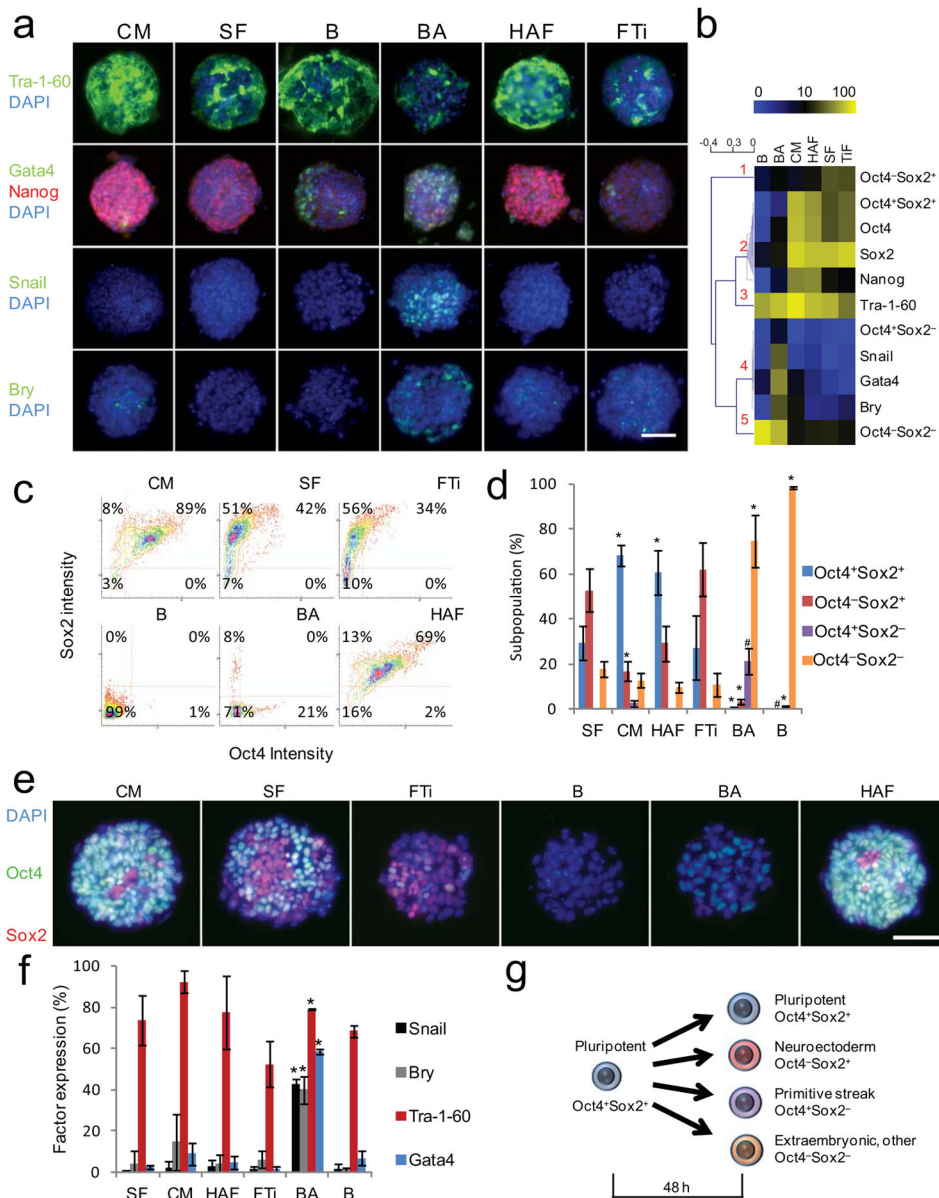 a
CM SF B BA HAF FTi
Tra-1-60
DAPI
Gata4
Nanog
DAPI
Snail
DAPI
Bry
DAPI
b
0 10 100
-0.4 0.3 0
B BA CM HAF SF TiF
1
2
3
4
5
Oct4⁻Sox2⁺
Oct4⁺Sox2⁺
Oct4
Sox2
Nanog
Tra-1-60
Oct4⁺Sox2⁻
Snail
Gata4
Bry
Oct4⁻Sox2⁻
c
CM SF FTi
8% 89% 51% 42% 56% 34%
3% 0% 7% 0% 10% 0%
B BA HAF
0% 0% 8% 0% 13% 69%
99% 1% 71% 21% 16% 2%
Sox2 intensity
Oct4 Intensity
d
Subpopulation (%)
100
80
60
40
20
0
* * * * * # * # * *
SF CM HAF FTi BA B
Oct4⁺Sox2⁺
Oct4⁻Sox2⁺
Oct4⁺Sox2⁻
Oct4⁻Sox2⁻
e
CM SF FTi B BA HAF
DAPI
Oct4
Sox2
f
Factor expression (%)
100
80
60
40
20
0
* * * *
SF CM HAF FTi BA B
Snail
Bry
Tra-1-60
Gata4
g
Pluripotent
Oct4⁺Sox2⁺
Pluripotent
Oct4⁺Sox2⁺
Neuroectoderm
Oct4⁻Sox2⁺
Primitive streak
Oct4⁺Sox2⁻
Extraembryonic, other
Oct4⁻Sox2⁻
48 h